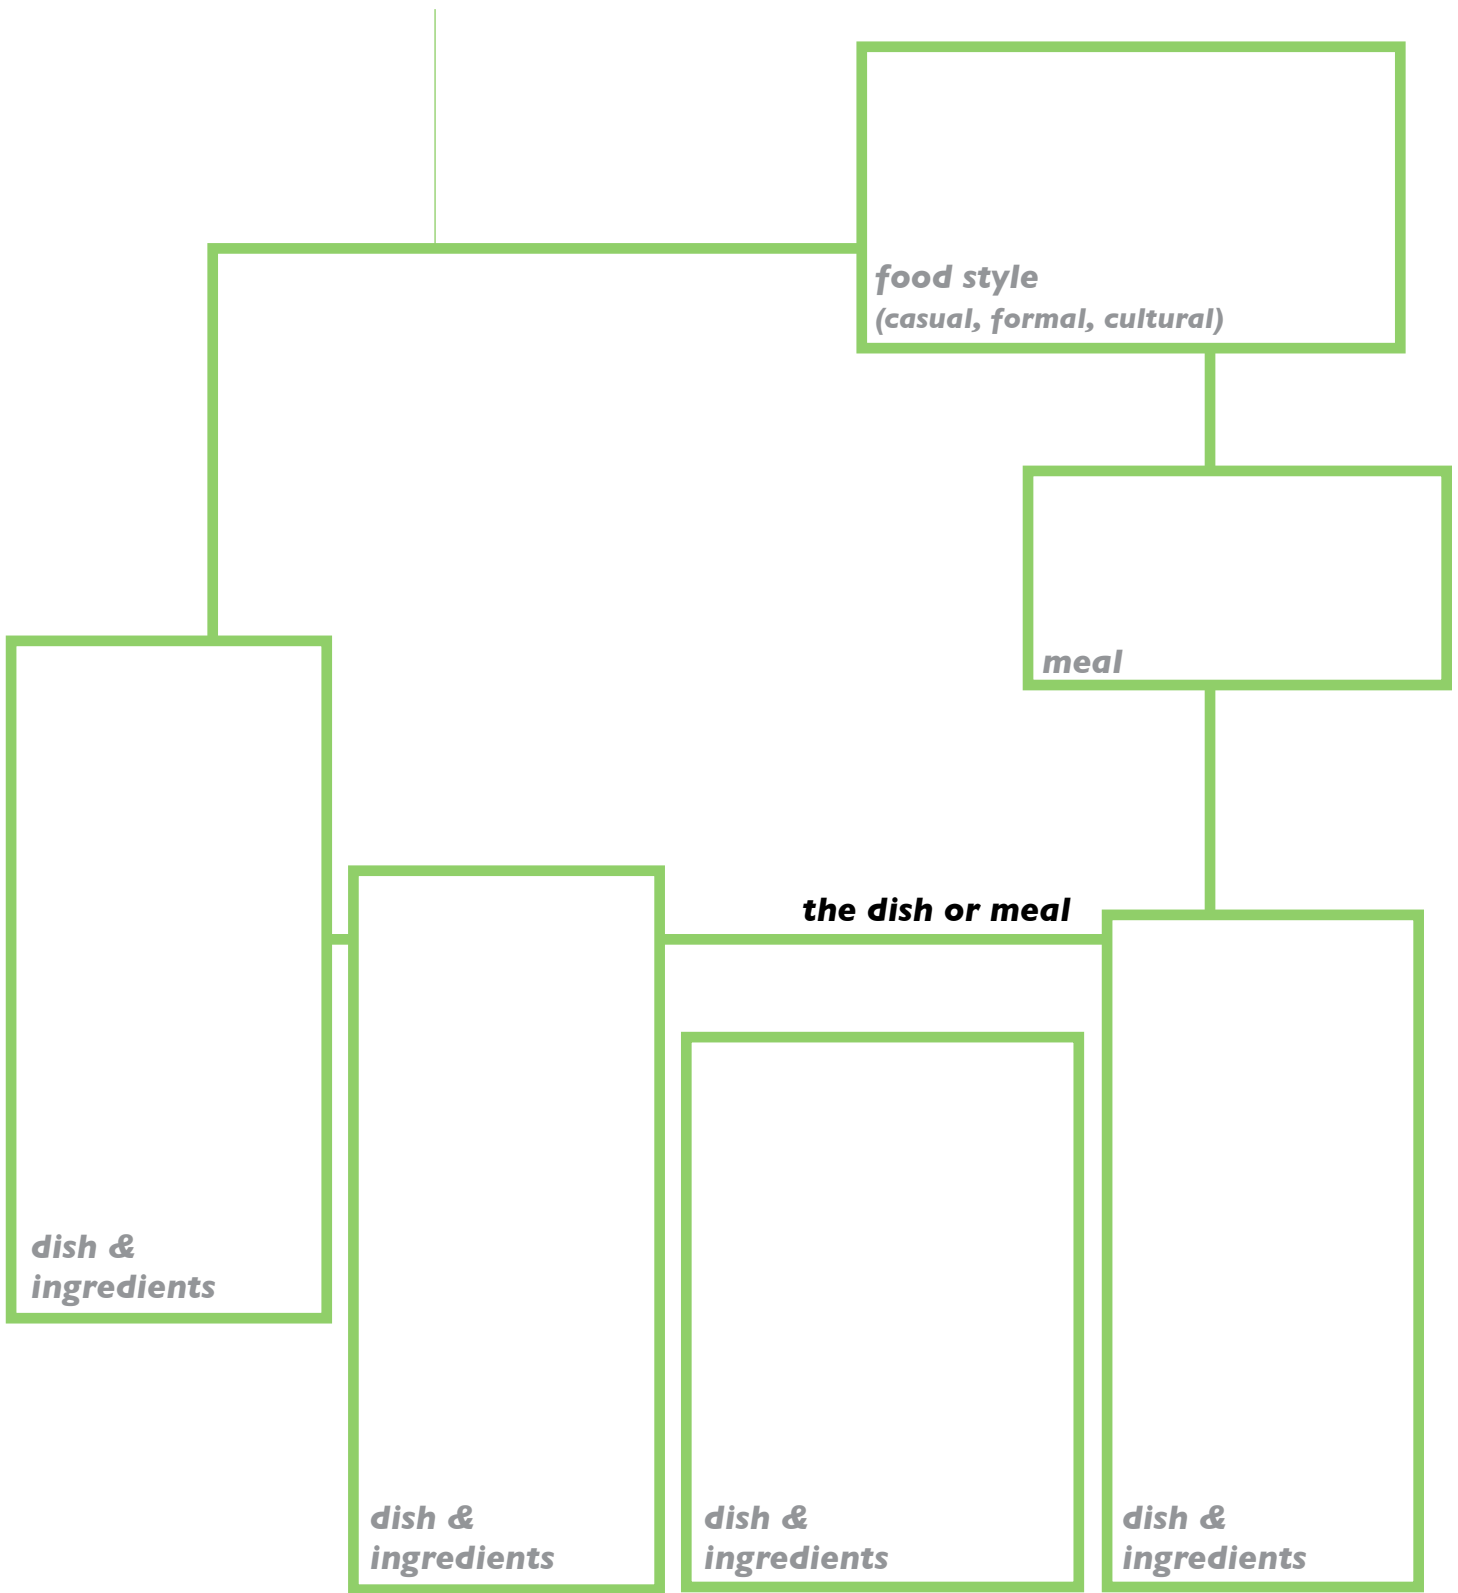 food style
(casual, formal, cultural)
meal
the dish or meal
dish &
ingredients
dish &
ingredients
dish &
ingredients
dish &
ingredients